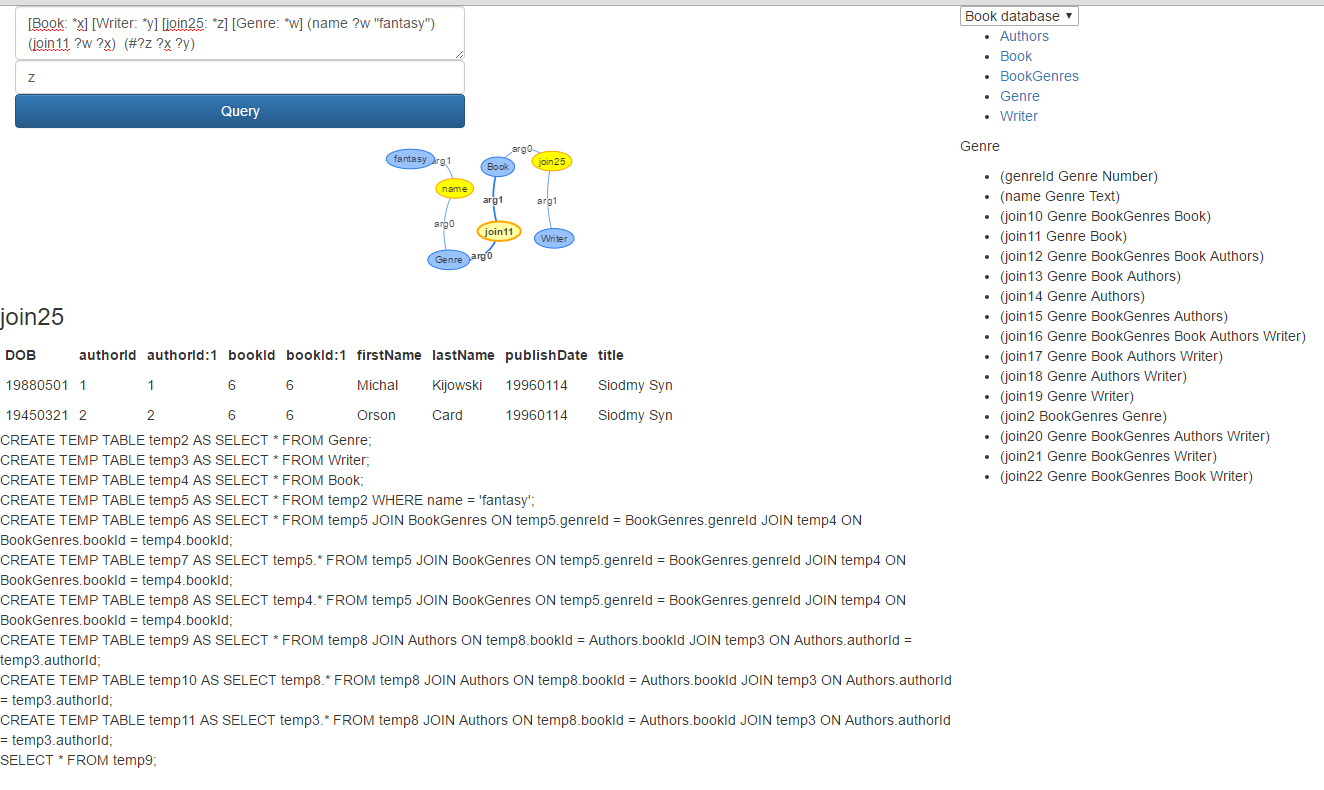 [Book: *x] [Writer: *y] [join25: *z] [Genre: *w] (name ?w "fantasy")
(join11 ?w ?x)  (#?z ?x ?y)
z
Query
fantasy
arg1
name
arg0
Genre
arg0
join11
arg1
Book
arg0
join25
arg1
Writer
join25
DOB authorId authorId:1 bookId bookId:1 firstName lastName publishDate title
19880501 1 1 6 6 Michal Kijowski 19960114 Siodmy Syn
19450321 2 2 6 6 Orson Card 19960114 Siodmy Syn
CREATE TEMP TABLE temp2 AS SELECT * FROM Genre;
CREATE TEMP TABLE temp3 AS SELECT * FROM Writer;
CREATE TEMP TABLE temp4 AS SELECT * FROM Book;
CREATE TEMP TABLE temp5 AS SELECT * FROM temp2 WHERE name = 'fantasy';
CREATE TEMP TABLE temp6 AS SELECT * FROM temp5 JOIN BookGenres ON temp5.genreId = BookGenres.genreId JOIN temp4 ON
BookGenres.bookId = temp4.bookId;
CREATE TEMP TABLE temp7 AS SELECT temp5.* FROM temp5 JOIN BookGenres ON temp5.genreId = BookGenres.genreId JOIN temp4 ON
BookGenres.bookId = temp4.bookId;
CREATE TEMP TABLE temp8 AS SELECT temp4.* FROM temp5 JOIN BookGenres ON temp5.genreId = BookGenres.genreId JOIN temp4 ON
BookGenres.bookId = temp4.bookId;
CREATE TEMP TABLE temp9 AS SELECT * FROM temp8 JOIN Authors ON temp8.bookId = Authors.bookId JOIN temp3 ON Authors.authorId =
temp3.authorId;
CREATE TEMP TABLE temp10 AS SELECT temp8.* FROM temp8 JOIN Authors ON temp8.bookId = Authors.bookId JOIN temp3 ON Authors.authorId
= temp3.authorId;
CREATE TEMP TABLE temp11 AS SELECT temp3.* FROM temp8 JOIN Authors ON temp8.bookId = Authors.bookId JOIN temp3 ON Authors.authorId
= temp3.authorId;
SELECT * FROM temp9;
Book database
Authors
Book
BookGenres
Genre
Writer
Genre
(genreId Genre Number)
(name Genre Text)
(join10 Genre BookGenres Book)
(join11 Genre Book)
(join12 Genre BookGenres Book Authors)
(join13 Genre Book Authors)
(join14 Genre Authors)
(join15 Genre BookGenres Authors)
(join16 Genre BookGenres Book Authors Writer)
(join17 Genre Book Authors Writer)
(join18 Genre Authors Writer)
(join19 Genre Writer)
(join2 BookGenres Genre)
(join20 Genre BookGenres Authors Writer)
(join21 Genre BookGenres Writer)
(join22 Genre BookGenres Book Writer)